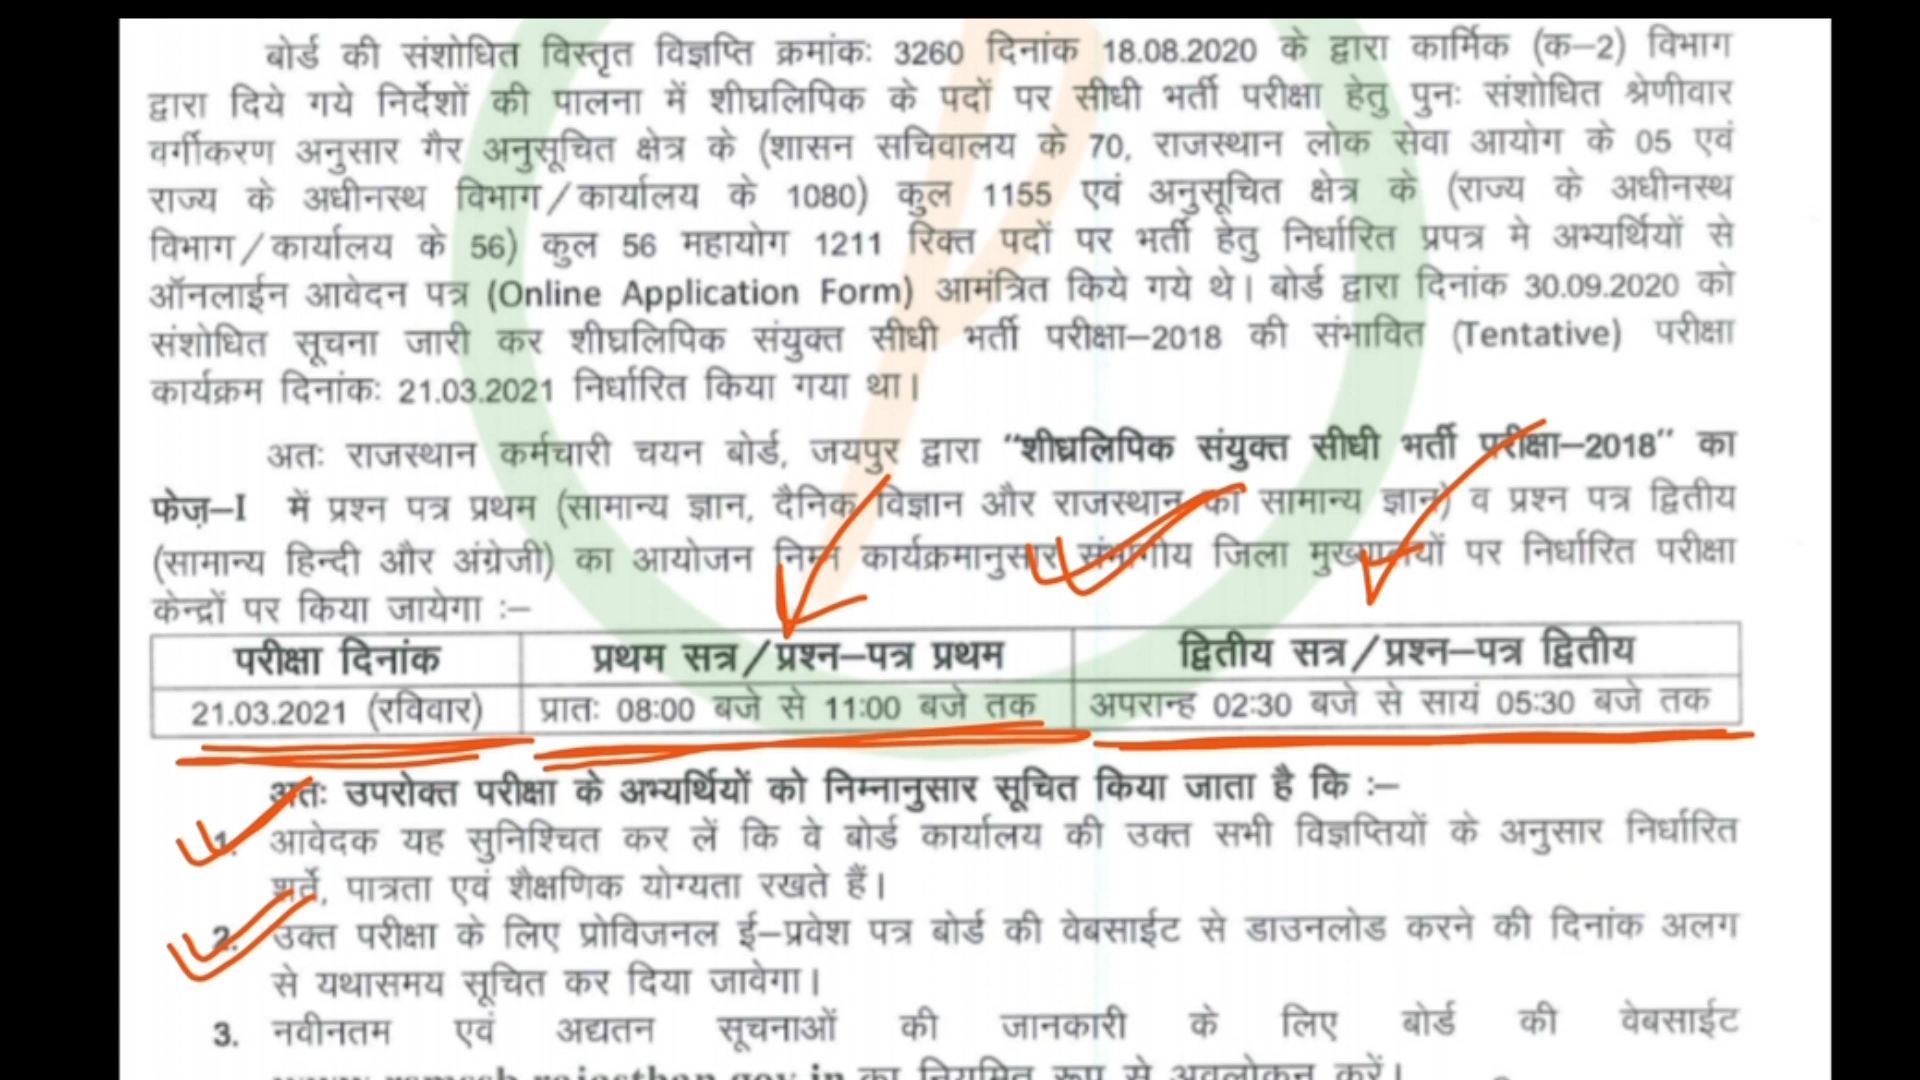 बोर्ड की संशोधित विस्तृत विज्ञप्ति क्रमांकः 3260 दिनांक 18.08.2020 के द्वारा कार्मिक (क–2) विभाग
द्वारा दिये गये निर्देशों की पालना में शीघ्रलिपिक के पदों पर सीधी भर्ती परीक्षा हेतु पुनः संशोधित श्रेणीवार
वर्गीकरण अनुसार गैर अनुसूचित क्षेत्र के (शासन सचिवालय के 70, राजस्थान लोक सेवा आयोग के 05 एवं
राज्य के अधीनस्थ विभाग/कार्यालय के 1080) कुल 1155 एवं अनुसूचित क्षेत्र के (राज्य के अधीनस्थ
विभाग/कार्यालय के 56) कुल 56 महायोग 1211 रिक्त पदों पर भर्ती हेतु निर्धारित प्रपत्र मे अभ्यर्थियों से
ऑनलाईन आवेदन पत्र (Online Application Form) आमंत्रित किये गये थे। बोर्ड द्वारा दिनांक 30.09.2020 को
संशोधित सूचना जारी कर शीघ्रलिपिक संयुक्त सीधी भर्ती परीक्षा–2018 की संभावित (Tentative) परीक्षा
कार्यक्रम दिनांकः 21.03.2021 निर्धारित किया गया था।
अतः राजस्थान कर्मचारी चयन बोर्ड, जयपुर द्वारा "शीघ्रलिपिक संयुक्त सीधी भर्ती परीक्षा–2018" का
फेज़–I में प्रश्न पत्र प्रथम (सामान्य ज्ञान, दैनिक विज्ञान और राजस्थान का सामान्य ज्ञान) व प्रश्न पत्र द्वितीय
(सामान्य हिन्दी और अंग्रेजी) का आयोजन निम्न कार्यक्रमानुसार संभागीय जिला मुख्यालयों पर निर्धारित परीक्षा
केन्द्रों पर किया जायेगा :–
परीक्षा दिनांक प्रथम सत्र/प्रश्न–पत्र प्रथम द्वितीय सत्र/प्रश्न–पत्र द्वितीय
21.03.2021 (रविवार) प्रातः 08:00 बजे से 11:00 बजे तक अपरान्ह 02:30 बजे से सायं 05:30 बजे तक
अतः उपरोक्त परीक्षा के अभ्यर्थियों को निम्नानुसार सूचित किया जाता है कि :–
1. आवेदक यह सुनिश्चित कर लें कि वे बोर्ड कार्यालय की उक्त सभी विज्ञप्तियों के अनुसार निर्धारित
शर्ते, पात्रता एवं शैक्षणिक योग्यता रखते हैं।
2. उक्त परीक्षा के लिए प्रोविजनल ई–प्रवेश पत्र बोर्ड की वेबसाईट से डाउनलोड करने की दिनांक अलग
से यथासमय सूचित कर दिया जावेगा।
3. नवीनतम एवं अद्यतन सूचनाओं की जानकारी के लिए बोर्ड की वेबसाईट
का नियमित रूप से अवलोकन करें।